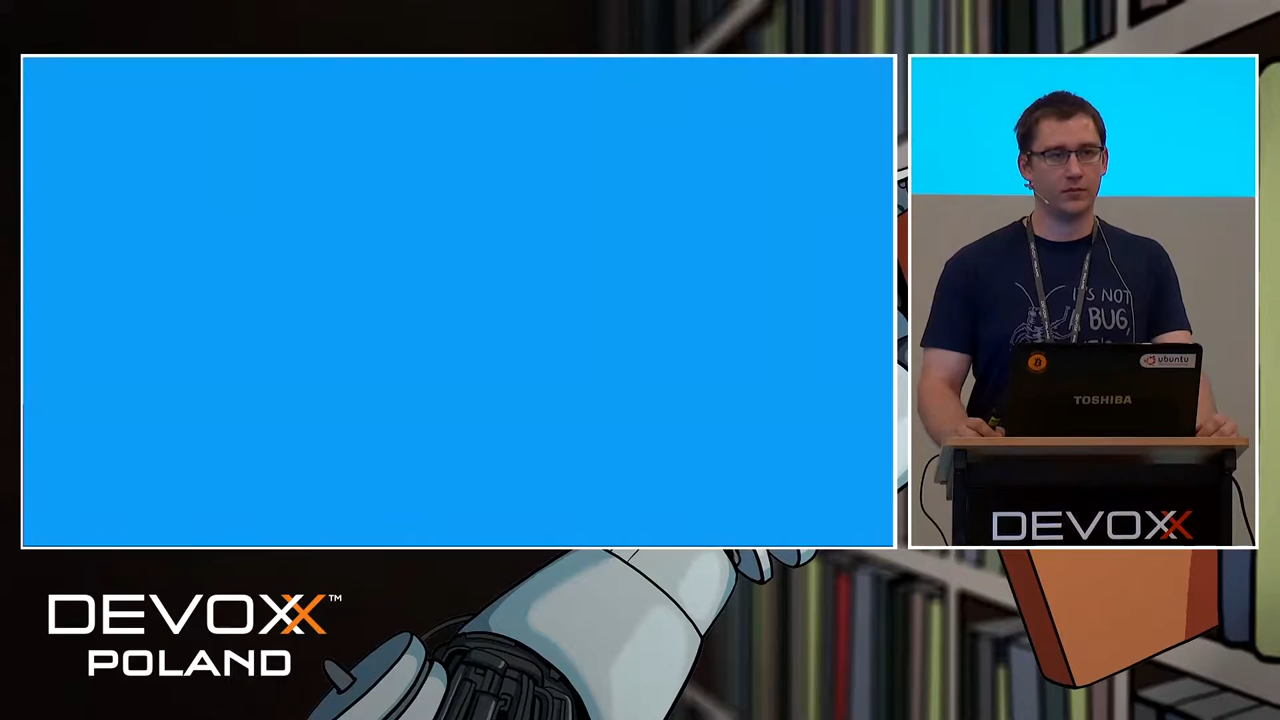 IT'S NOT
A BUG,
ubuntu
TOSHIBA
DEVOXX
DEVOXX™
POLAND